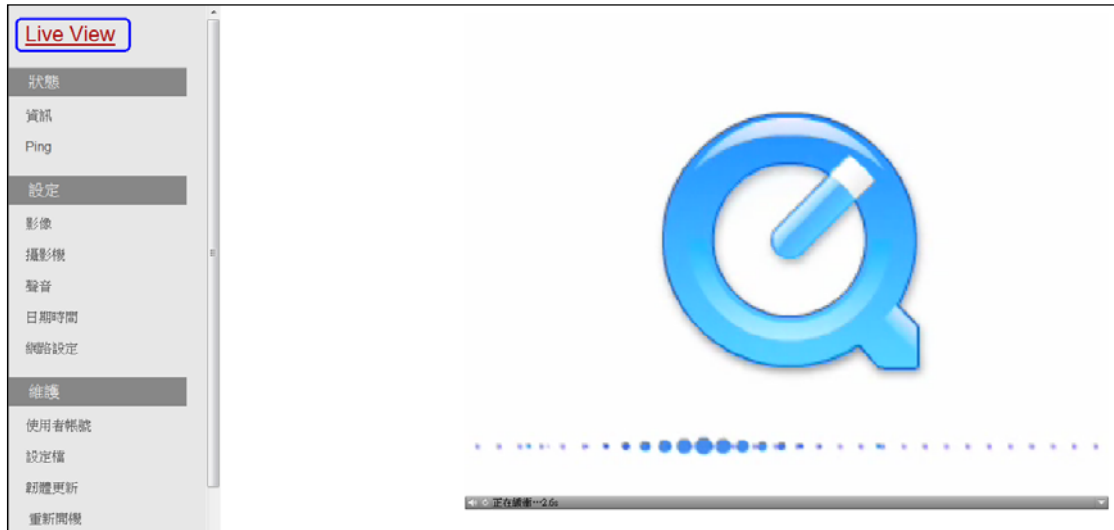 Live View
狀態
資訊
Ping
設定
影像
攝影機
聲音
日期時間
網路設定
維護
使用者帳號
設定檔
韌體更新
重新開機
正在緩衝…2.6s